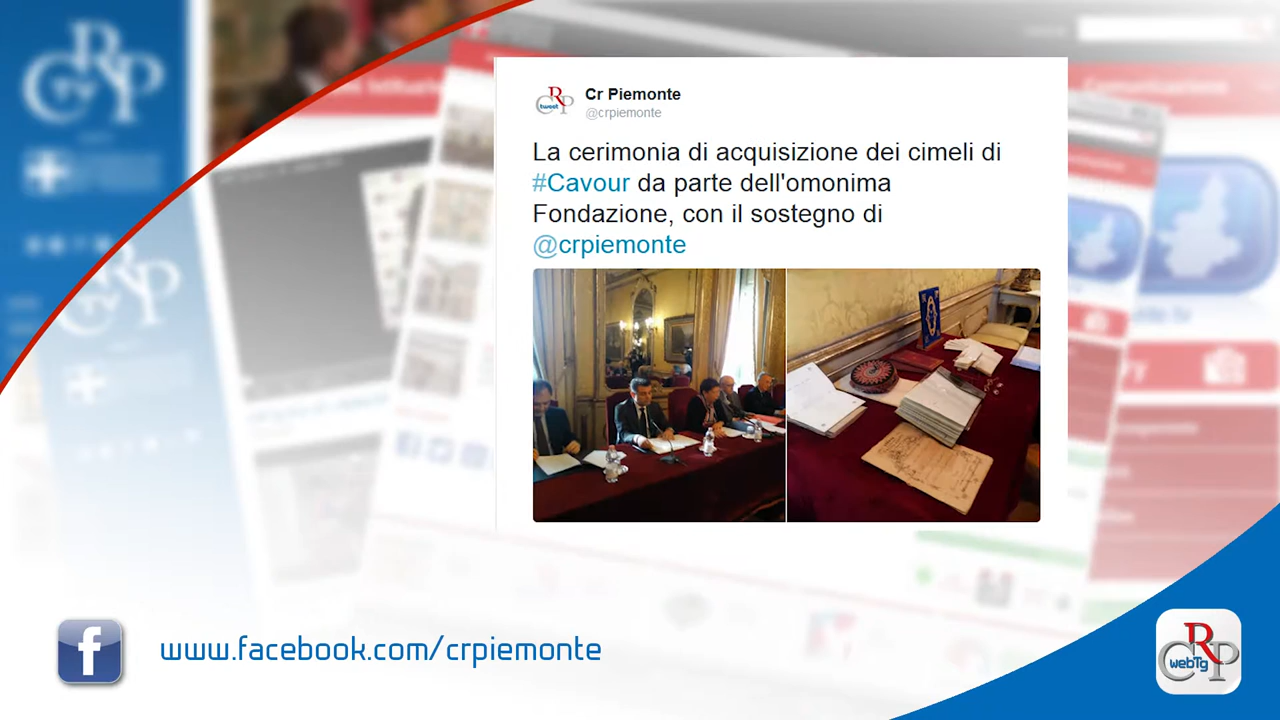 Cr Piemonte
@crpiemonte
La cerimonia di acquisizione dei cimeli di
#Cavour da parte dell'omonima
Fondazione, con il sostegno di
@crpiemonte
www.facebook.com/crpiemonte
CRP
webTg